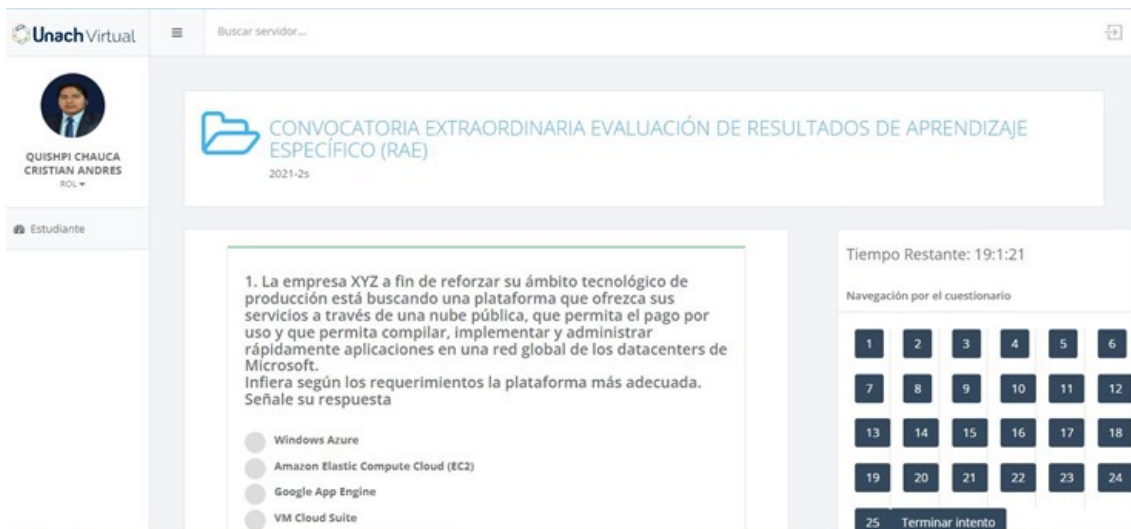 Unach Virtual
Buscar servidor...
QUISHPI CHAUCA
CRISTIAN ANDRES
ROL
Estudiante
CONVOCATORIA EXTRAORDINARIA EVALUACIÓN DE RESULTADOS DE APRENDIZAJE
ESPECÍFICO (RAE)
2021-2s
1. La empresa XYZ a fin de reforzar su ámbito tecnológico de
producción está buscando una plataforma que ofrezca sus
servicios a través de una nube pública, que permita el pago por
uso y que permita compilar, implementar y administrar
rápidamente aplicaciones en una red global de los datacenters de
Microsoft.
Infiera según los requerimientos la plataforma más adecuada.
Señale su respuesta
Windows Azure
Amazon Elastic Compute Cloud (EC2)
Google App Engine
VM Cloud Suite
Tiempo Restante: 19:1:21
Navegación por el cuestionario
1 2 3 4 5 6
7 8 9 10 11 12
13 14 15 16 17 18
19 20 21 22 23 24
25 Terminar intento